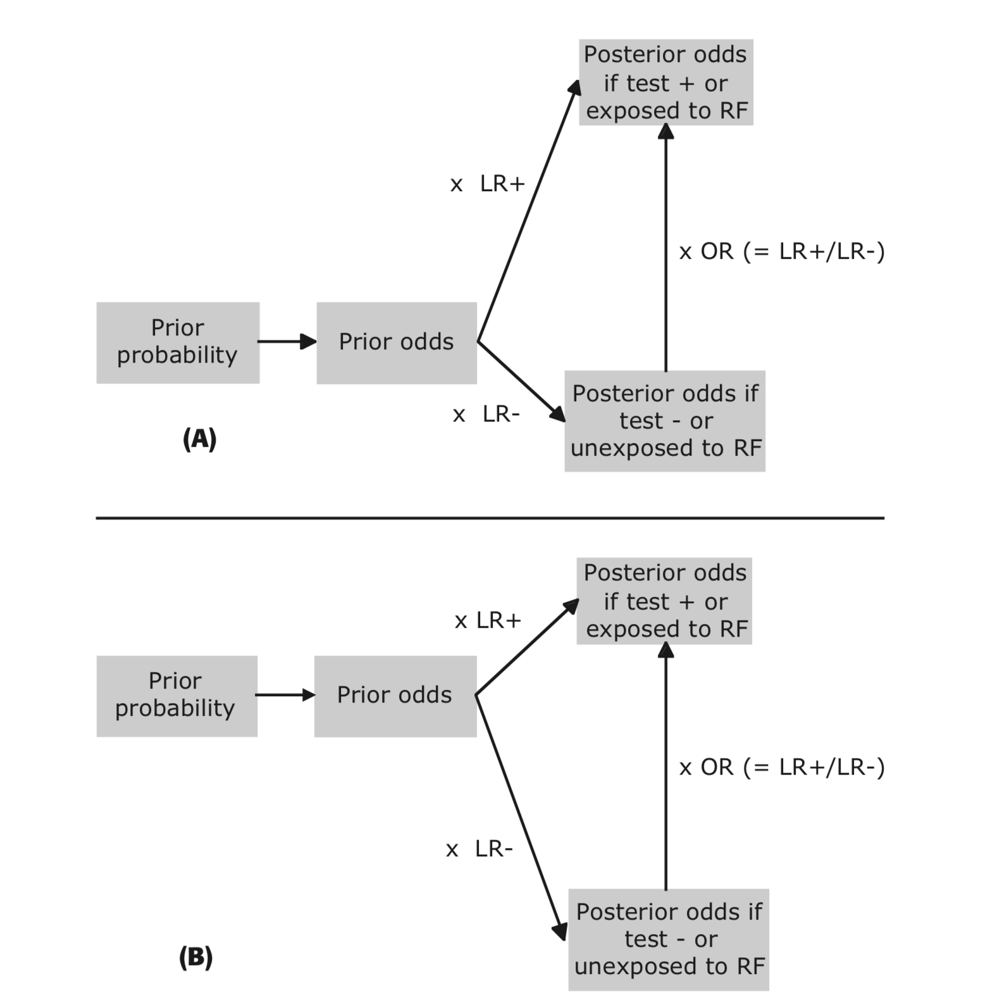 Posterior odds
if test + or
exposed to RF
x LR+
x OR (= LR+/LR-)
Prior
probability
Prior odds
x LR-
Posterior odds if
test - or
unexposed to RF
(A)
Posterior odds
if test + or
exposed to RF
x LR+
Prior
probability
Prior odds
x OR (= LR+/LR-)
x LR-
Posterior odds if
test - or
unexposed to RF
(B)